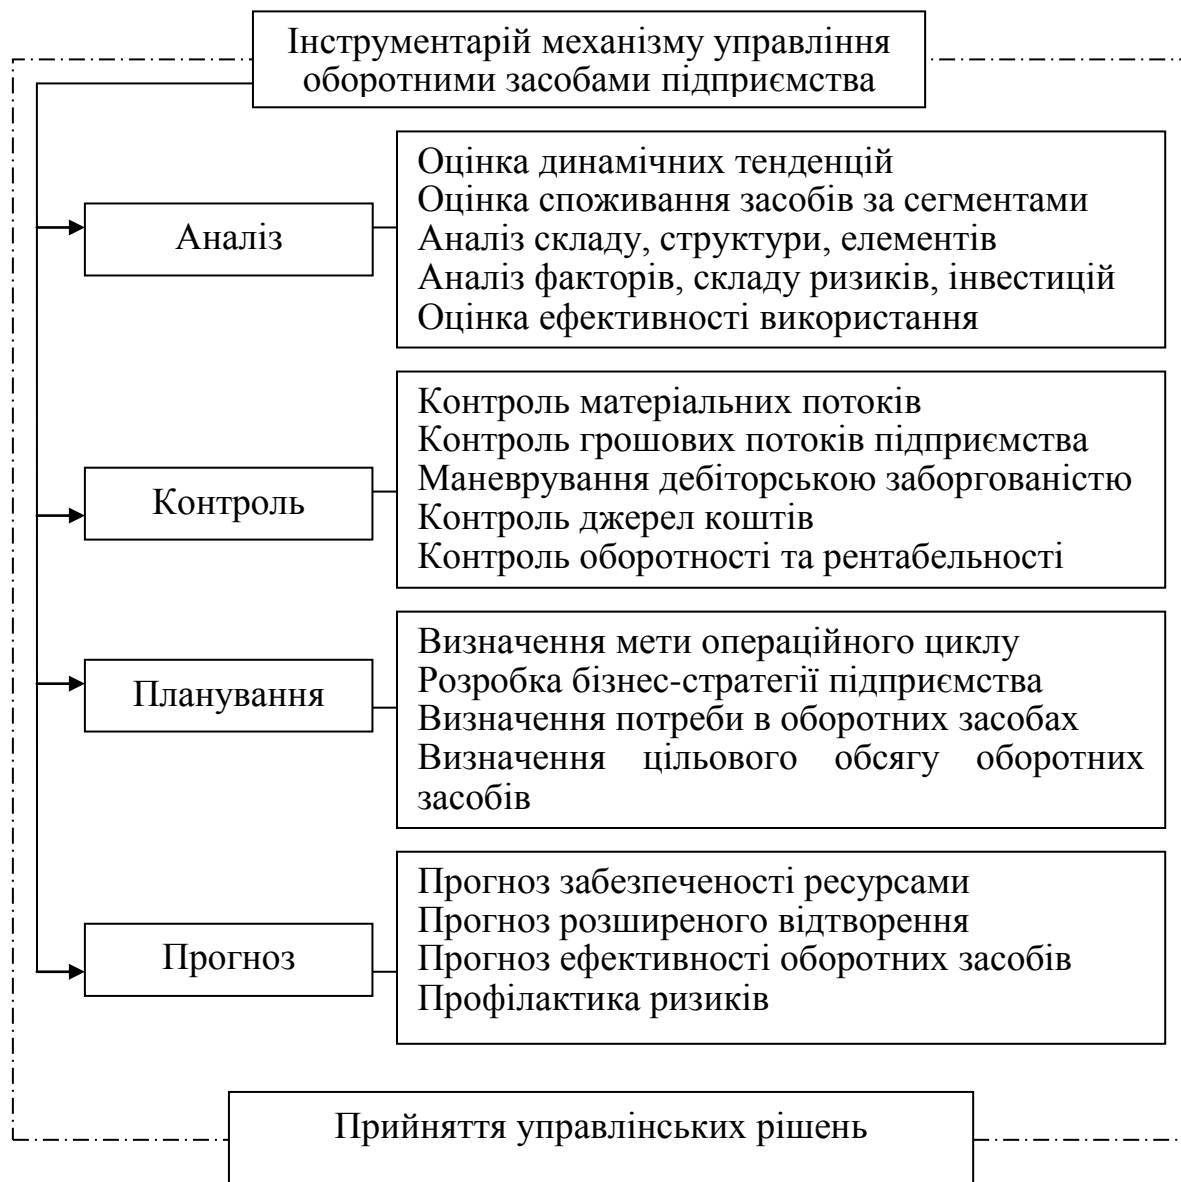 Інструментарій механізму управління
оборотними засобами підприємства
Аналіз
Оцінка динамічних тенденцій
Оцінка споживання засобів за сегментами
Аналіз складу, структури, елементів
Аналіз факторів, складу ризиків, інвестицій
Оцінка ефективності використання
Контроль
Контроль матеріальних потоків
Контроль грошових потоків підприємства
Маневрування дебіторською заборгованістю
Контроль джерел коштів
Контроль оборотності та рентабельності
Планування
Визначення мети операційного циклу
Розробка бізнес-стратегії підприємства
Визначення потреби в оборотних засобах
Визначення цільового обсягу оборотних
засобів
Прогноз
Прогноз забезпеченості ресурсами
Прогноз розширеного відтворення
Прогноз ефективності оборотних засобів
Профілактика ризиків
Прийняття управлінських рішень